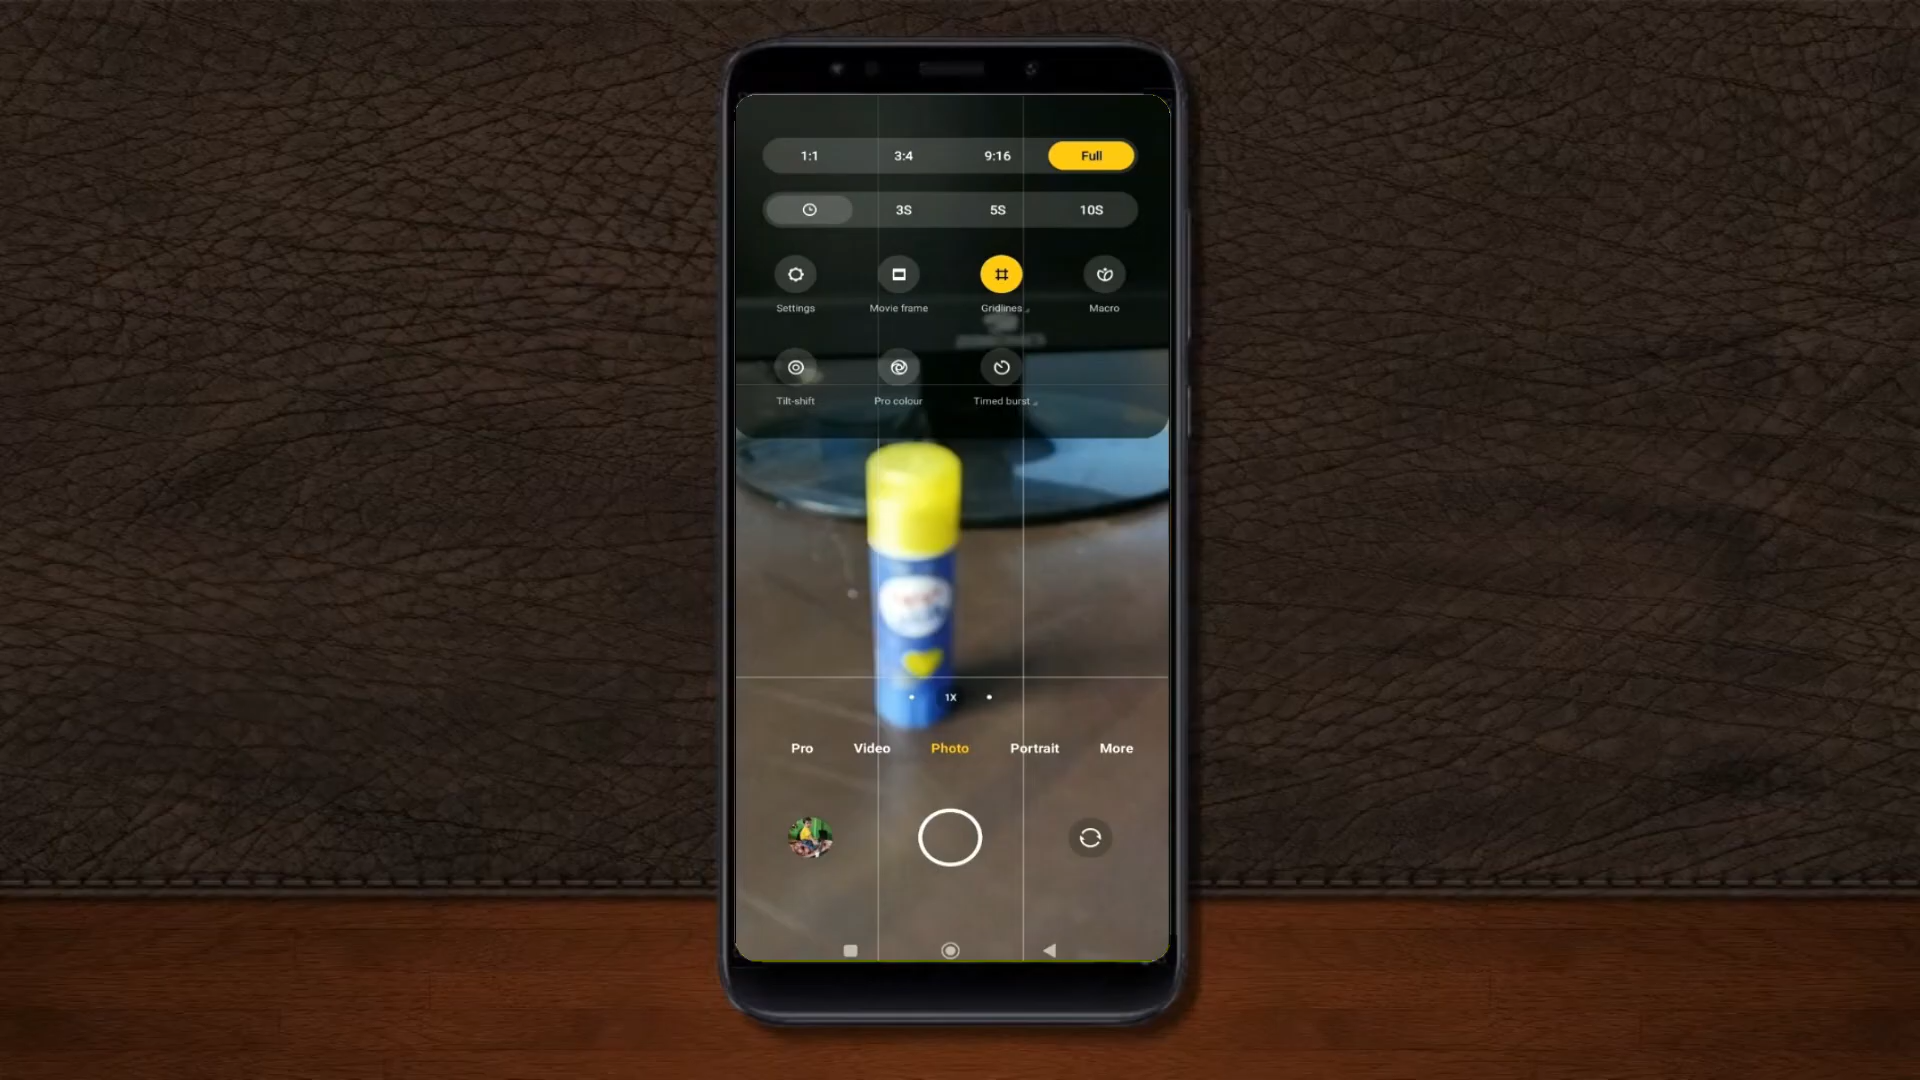 1:1 3:4 9:16 Full
3S 5S 10S
Settings Movie frame Gridlines Macro
Tilt-shift Pro colour Timed burst
1X
Pro Video Photo Portrait More